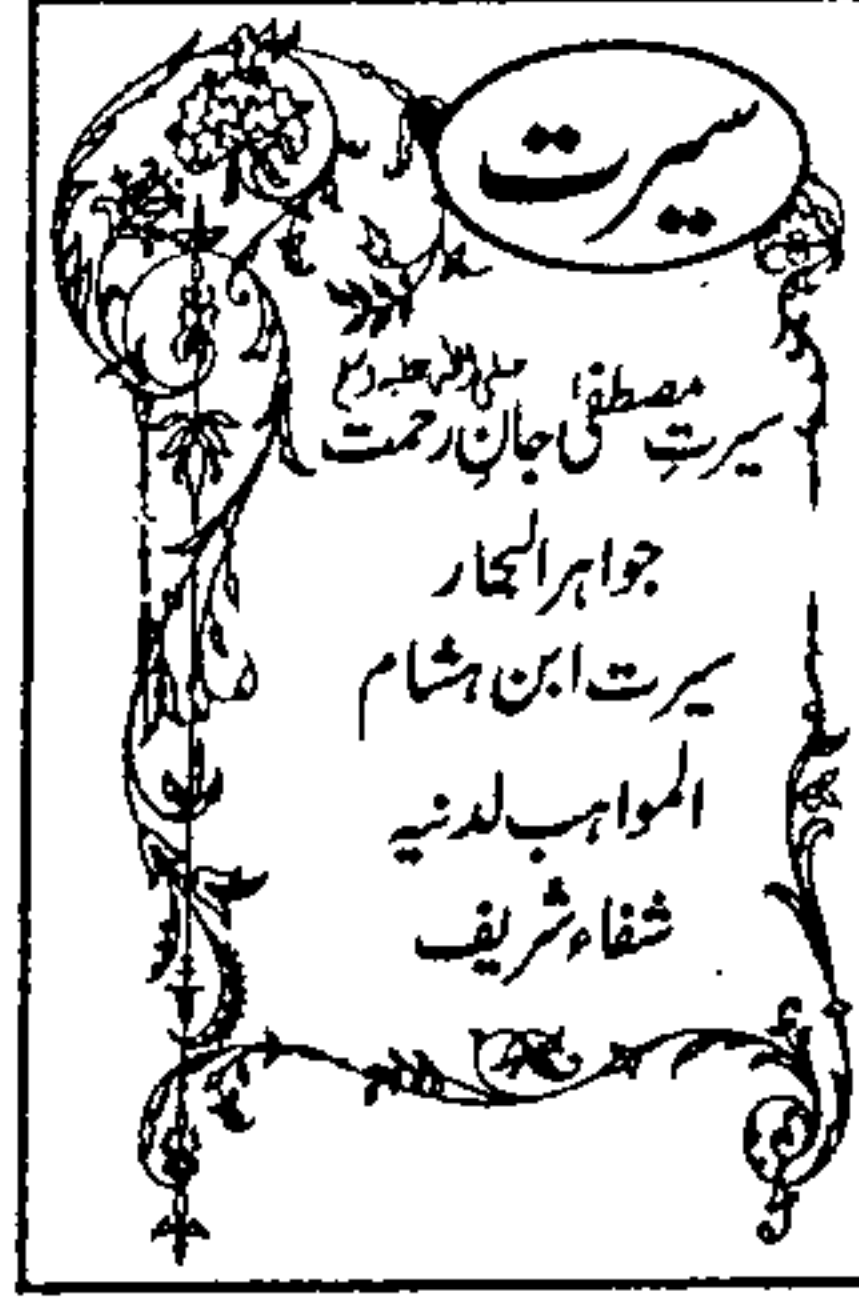 سیرت
سیرتِ مصطفیٰ جانِ رحمت صلی اللہ علیہ وسلم
جواہر البحار
سیرت ابن ہشام
المواہب لدنیہ
شفاء شریف